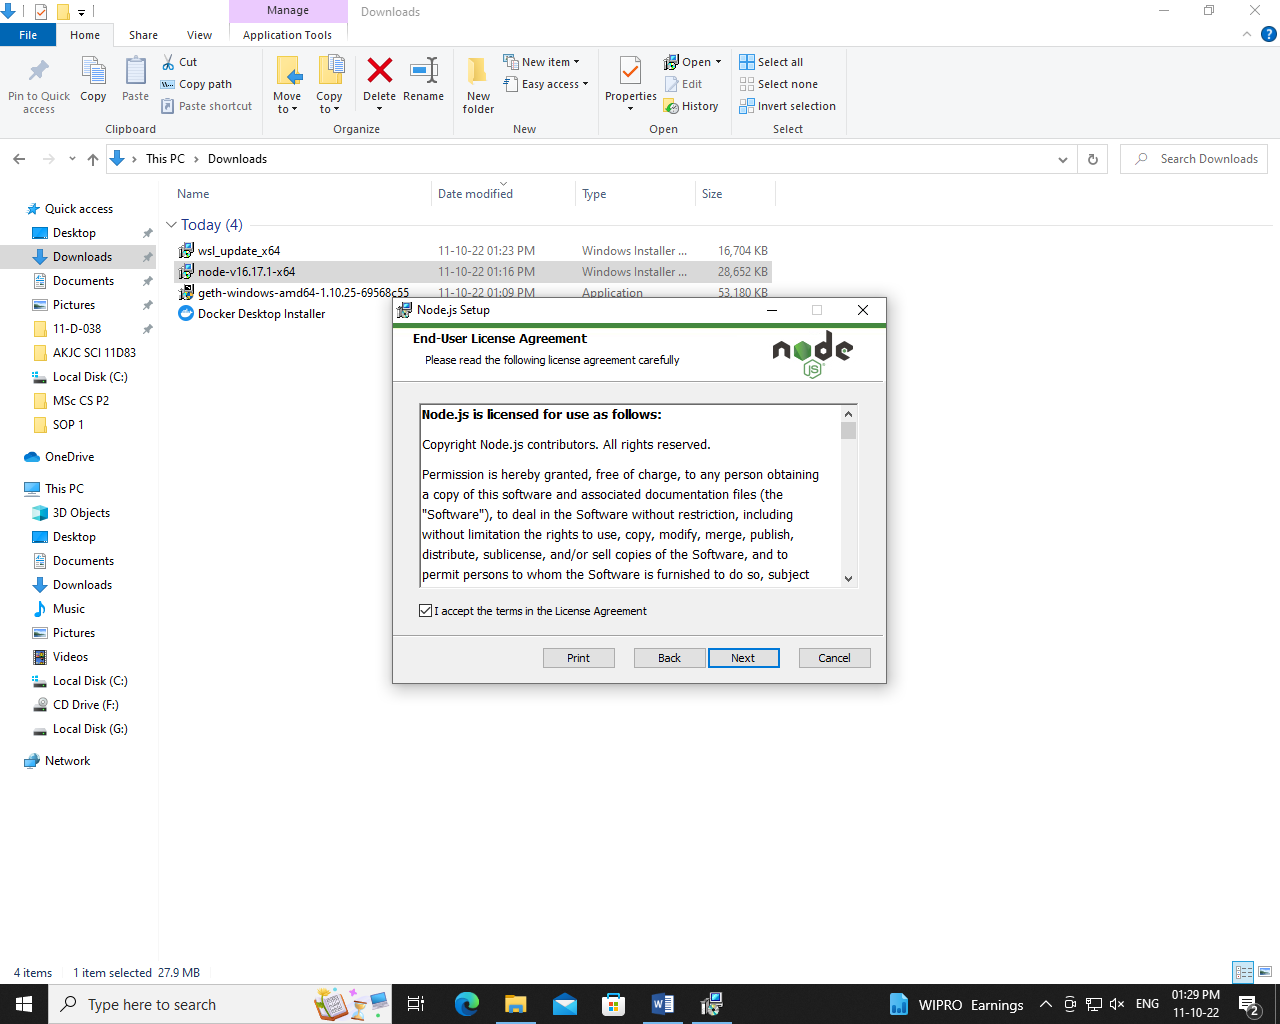 Manage
Downloads
File
Home
Share
View
Application Tools
Pin to Quick
access
Copy
Paste
Cut
Copy path
Paste shortcut
Clipboard
Move
to
Copy
to
Delete
Rename
Organize
New
folder
New item
Easy access
New
Properties
Open
Edit
History
Open
Select all
Select none
Invert selection
Select
This PC
Downloads
Search Downloads
Quick access
Desktop
Downloads
Documents
Pictures
11-D-038
AKJC SCI 11D83
Local Disk (C:)
MSc CS P2
SOP 1
OneDrive
This PC
3D Objects
Desktop
Documents
Downloads
Music
Pictures
Videos
Local Disk (C:)
CD Drive (F:)
Local Disk (G:)
Network
Name Date modified Type Size
Today (4)
wsl_update_x64 11-10-22 01:23 PM Windows Installer ... 16,704 KB
node-v16.17.1-x64 11-10-22 01:16 PM Windows Installer ... 28,652 KB
geth-windows-amd64-1.10.25-69568c55 11-10-22 01:09 PM Application 53,180 KB
Docker Desktop Installer
Node.js Setup
End-User License Agreement
Please read the following license agreement carefully
node
JS
Node.js is licensed for use as follows:
Copyright Node.js contributors. All rights reserved.
Permission is hereby granted, free of charge, to any person obtaining
a copy of this software and associated documentation files (the
"Software"), to deal in the Software without restriction, including
without limitation the rights to use, copy, modify, merge, publish,
distribute, sublicense, and/or sell copies of the Software, and to
permit persons to whom the Software is furnished to do so, subject
I accept the terms in the License Agreement
Print
Back
Next
Cancel
4 items
1 item selected 27.9 MB
Type here to search
WIPRO Earnings
ENG
01:29 PM
11-10-22
2